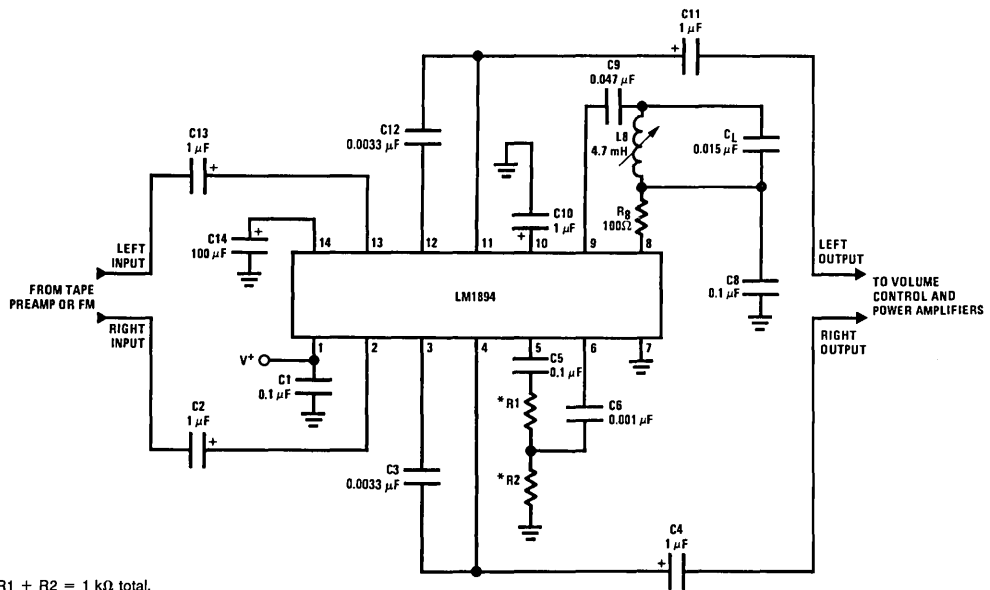 C11
1 μF
+
C9
0.047 μF
L8
4.7 mH
CL
0.015 μF
C12
0.0033 μF
C13
1 μF
+
C14
100 μF
+
C10
1 μF
+
R8
100Ω
C8
0.1 μF
LEFT
INPUT
FROM TAPE
PREAMP OR FM
RIGHT
INPUT
14
13
12
11
10
9
8
LM1894
1
2
3
4
5
6
7
LEFT
OUTPUT
TO VOLUME
CONTROL AND
POWER AMPLIFIERS
RIGHT
OUTPUT
V+
C1
0.1 μF
C2
1 μF
+
C5
0.1 μF
*R1
C6
0.001 μF
*R2
C3
0.0033 μF
C4
1 μF
+
R1 + R2 = 1 kΩ total.